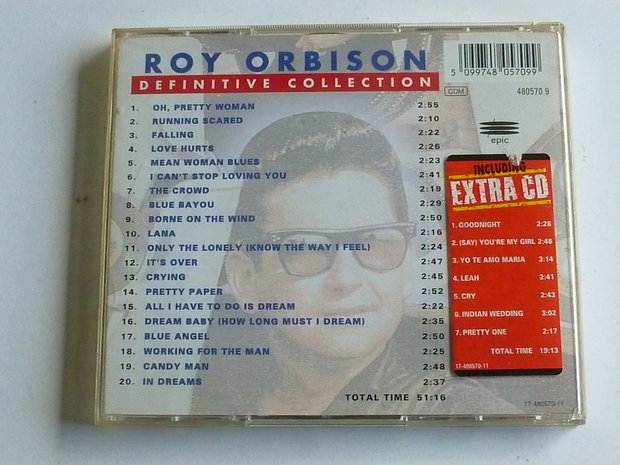 ROY ORBISON
DEFINITIVE COLLECTION
1. OH, PRETTY WOMAN 2:55
2. RUNNING SCARED 2:10
3. FALLING 2:22
4. LOVE HURTS 2:26
5. MEAN WOMAN BLUES 2:23
6. I CAN'T STOP LOVING YOU 2:41
7. THE CROWD 2:19
8. BLUE BAYOU 2:29
9. BORNE ON THE WIND 2:50
10. LANA 2:16
11. ONLY THE LONELY (KNOW THE WAY I FEEL) 2:24
12. IT'S OVER 2:47
13. CRYING 2:45
14. PRETTY PAPER 2:52
15. ALL I HAVE TO DO IS DREAM 2:22
16. DREAM BABY (HOW LONG MUST I DREAM) 2:35
17. BLUE ANGEL 2:50
18. WORKING FOR THE MAN 2:25
19. CANDY MAN 2:48
20. IN DREAMS 2:37
TOTAL TIME 51:16
5 099748 057099
COM 480570 9
epic
INCLUDING
EXTRA CD
1. GOODNIGHT 2:28
2. (SAY) YOU'RE MY GIRL 2:48
3. YO TE AMO MARIA 3:14
4. LEAH 2:41
5. CRY 2:43
6. INDIAN WEDDING 3:02
7. PRETTY ONE 2:17
TOTAL TIME 19:13
17-480570-11
17-480570-11